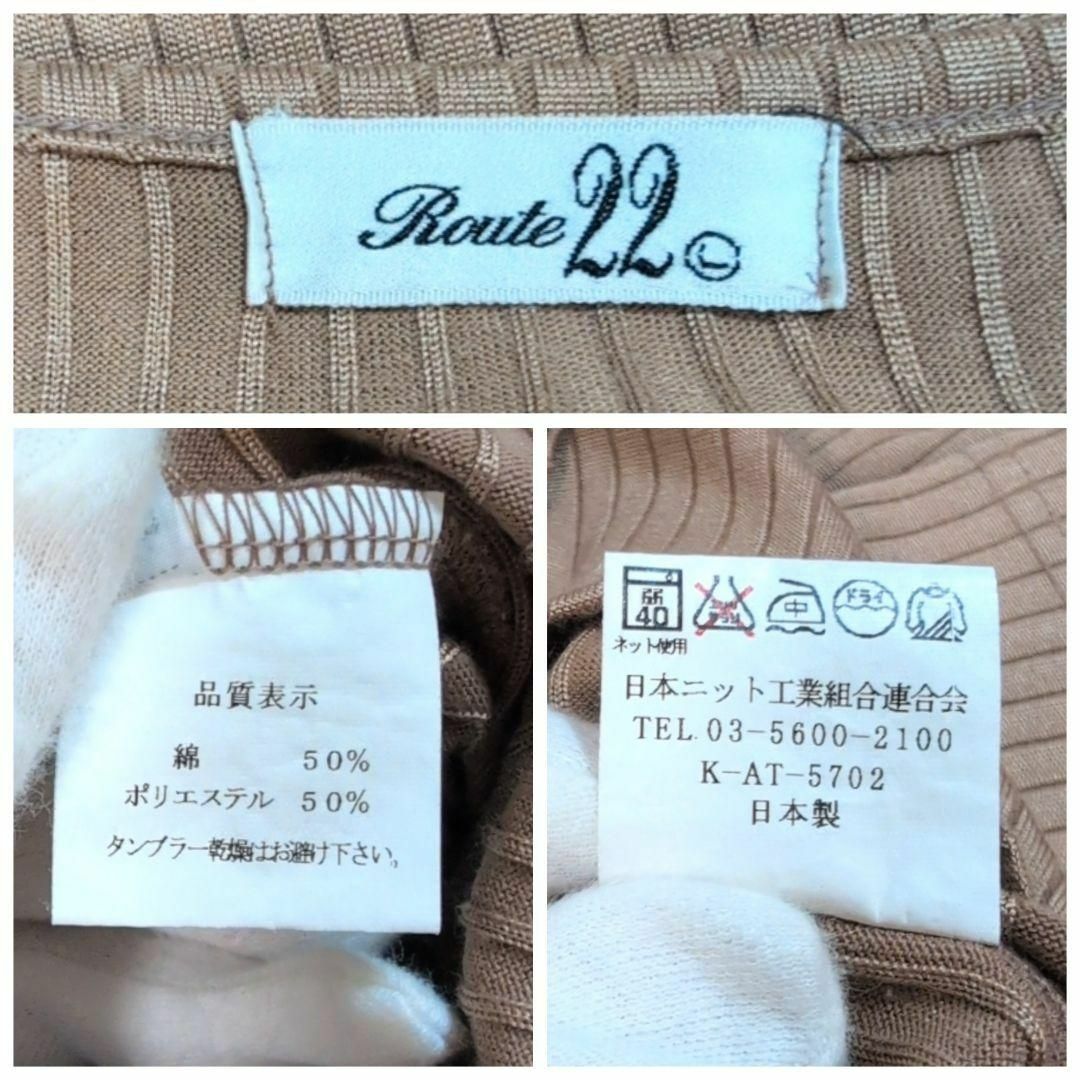 Route 22 L
品質表示
綿 50%
ポリエステル 50%
タンブラー乾燥はお避け下さい。
弱 40 中 ドライ
ネット使用
日本ニット工業組合連合会
TEL.03-5600-2100
K-AT-5702
日本製